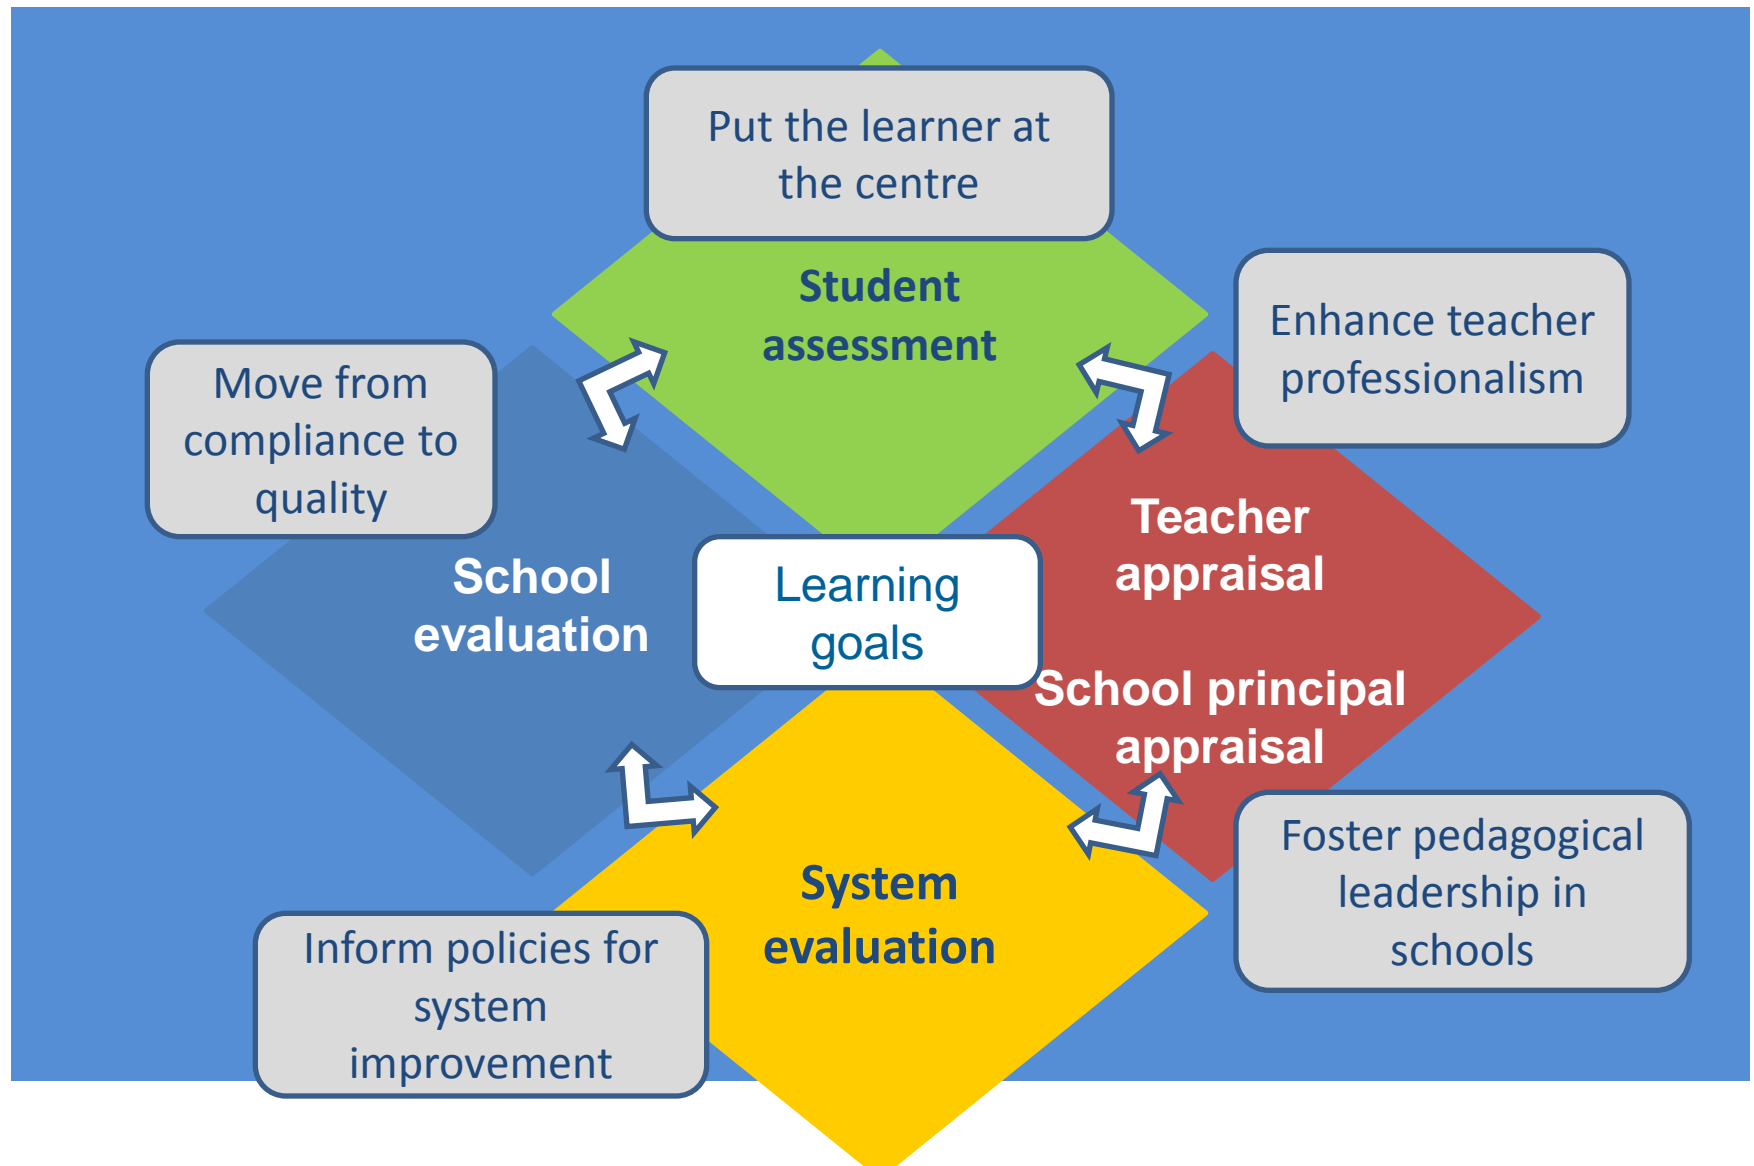 Put the learner at
the centre
Student
assessment
Enhance teacher
professionalism
Move from
compliance to
quality
Teacher
appraisal
School
evaluation
Learning
goals
School principal
appraisal
Foster pedagogical
leadership in
schools
System
evaluation
Inform policies for
system
improvement